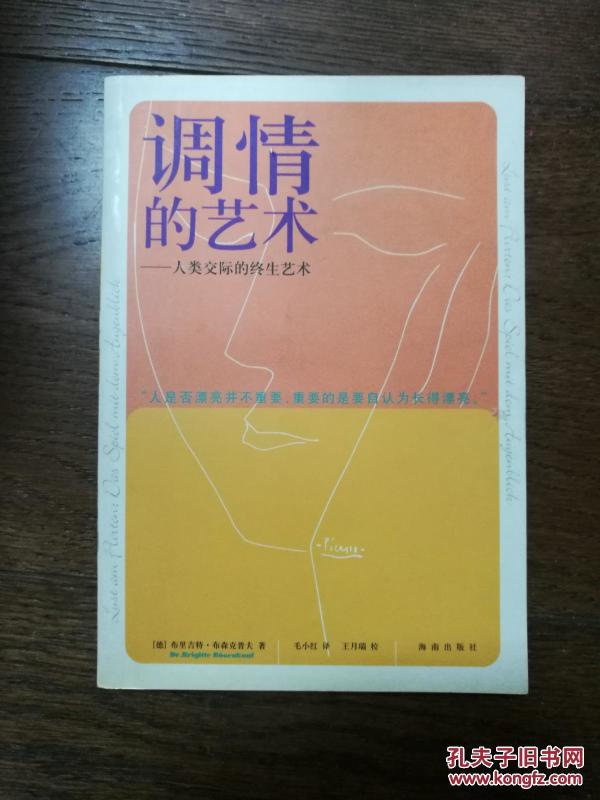 调情
的艺术
——人类交际的终生艺术
"人是否漂亮并不重要，重要的是要自认为长得漂亮。"
Lust am Flirten: Das Spiel mit dem Augenblick
Lust am Flirten: Das Spiel mit dem Augenblick
-Picasso-
[德] 布里吉特·布森克普夫 著
Dr. Brigitte Bösenkopf
毛小红 译 王月瑞 校
海南出版社
孔夫子旧书网
www.kongfz.com